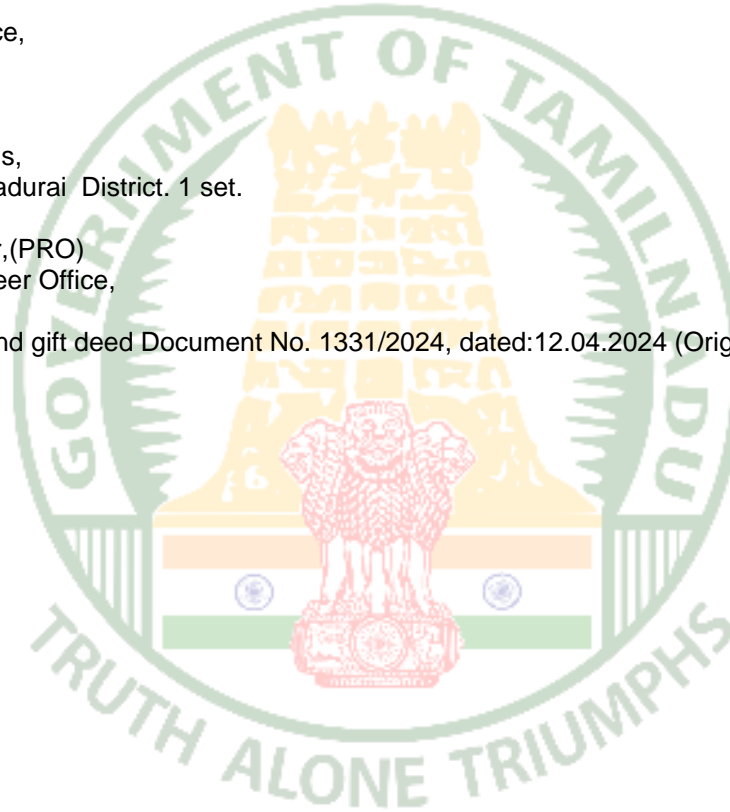 ce,
s,
adurai District. 1 set.
r,(PRO)
eer Office,
nd gift deed Document No. 1331/2024, dated:12.04.2024 (Orig
GOVERNMENT OF TAMILNADU
TRUTH ALONE TRIUMPHS